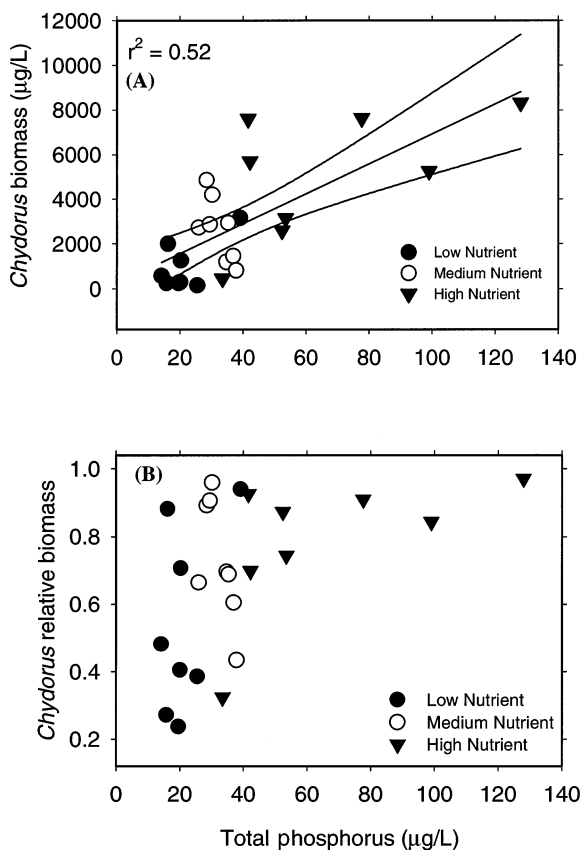 12000
r² = 0.52
10000
(A)
8000
6000
4000
2000
0
Chydorus biomass (µg/L)
Low Nutrient
Medium Nutrient
High Nutrient
0 20 40 60 80 100 120 140
(B)
1.0
0.8
0.6
0.4
0.2
Chydorus relative biomass
Low Nutrient
Medium Nutrient
High Nutrient
0 20 40 60 80 100 120 140
Total phosphorus (µg/L)